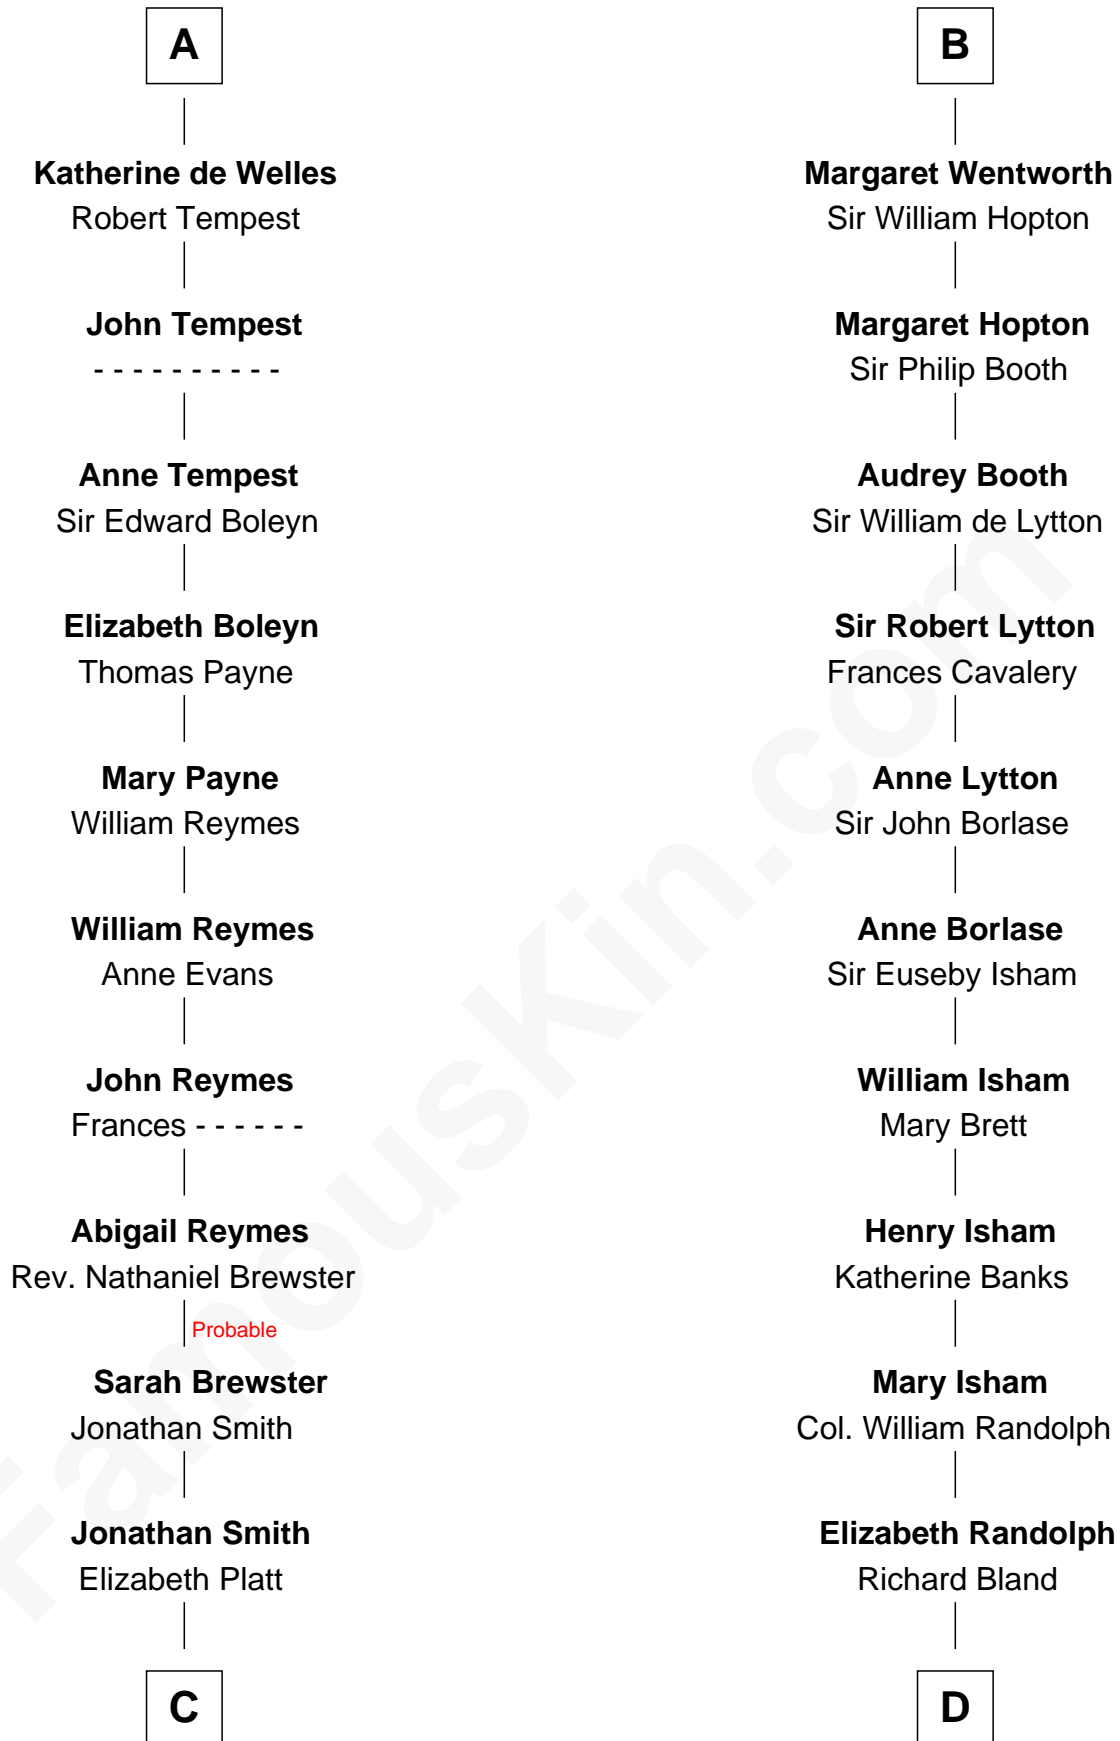 A
Katherine de Welles
Robert Tempest
John Tempest
- - - - - - - - - -
Anne Tempest
Sir Edward Boleyn
Elizabeth Boleyn
Thomas Payne
Mary Payne
William Reymes
William Reymes
Anne Evans
John Reymes
Frances - - - - - -
Abigail Reymes
Rev. Nathaniel Brewster
Probable
Sarah Brewster
Jonathan Smith
Jonathan Smith
Elizabeth Platt
C
B
Margaret Wentworth
Sir William Hopton
Margaret Hopton
Sir Philip Booth
Audrey Booth
Sir William de Lytton
Sir Robert Lytton
Frances Cavalery
Anne Lytton
Sir John Borlase
Anne Borlase
Sir Euseby Isham
William Isham
Mary Brett
Henry Isham
Katherine Banks
Mary Isham
Col. William Randolph
Elizabeth Randolph
Richard Bland
D
FamousKin.com